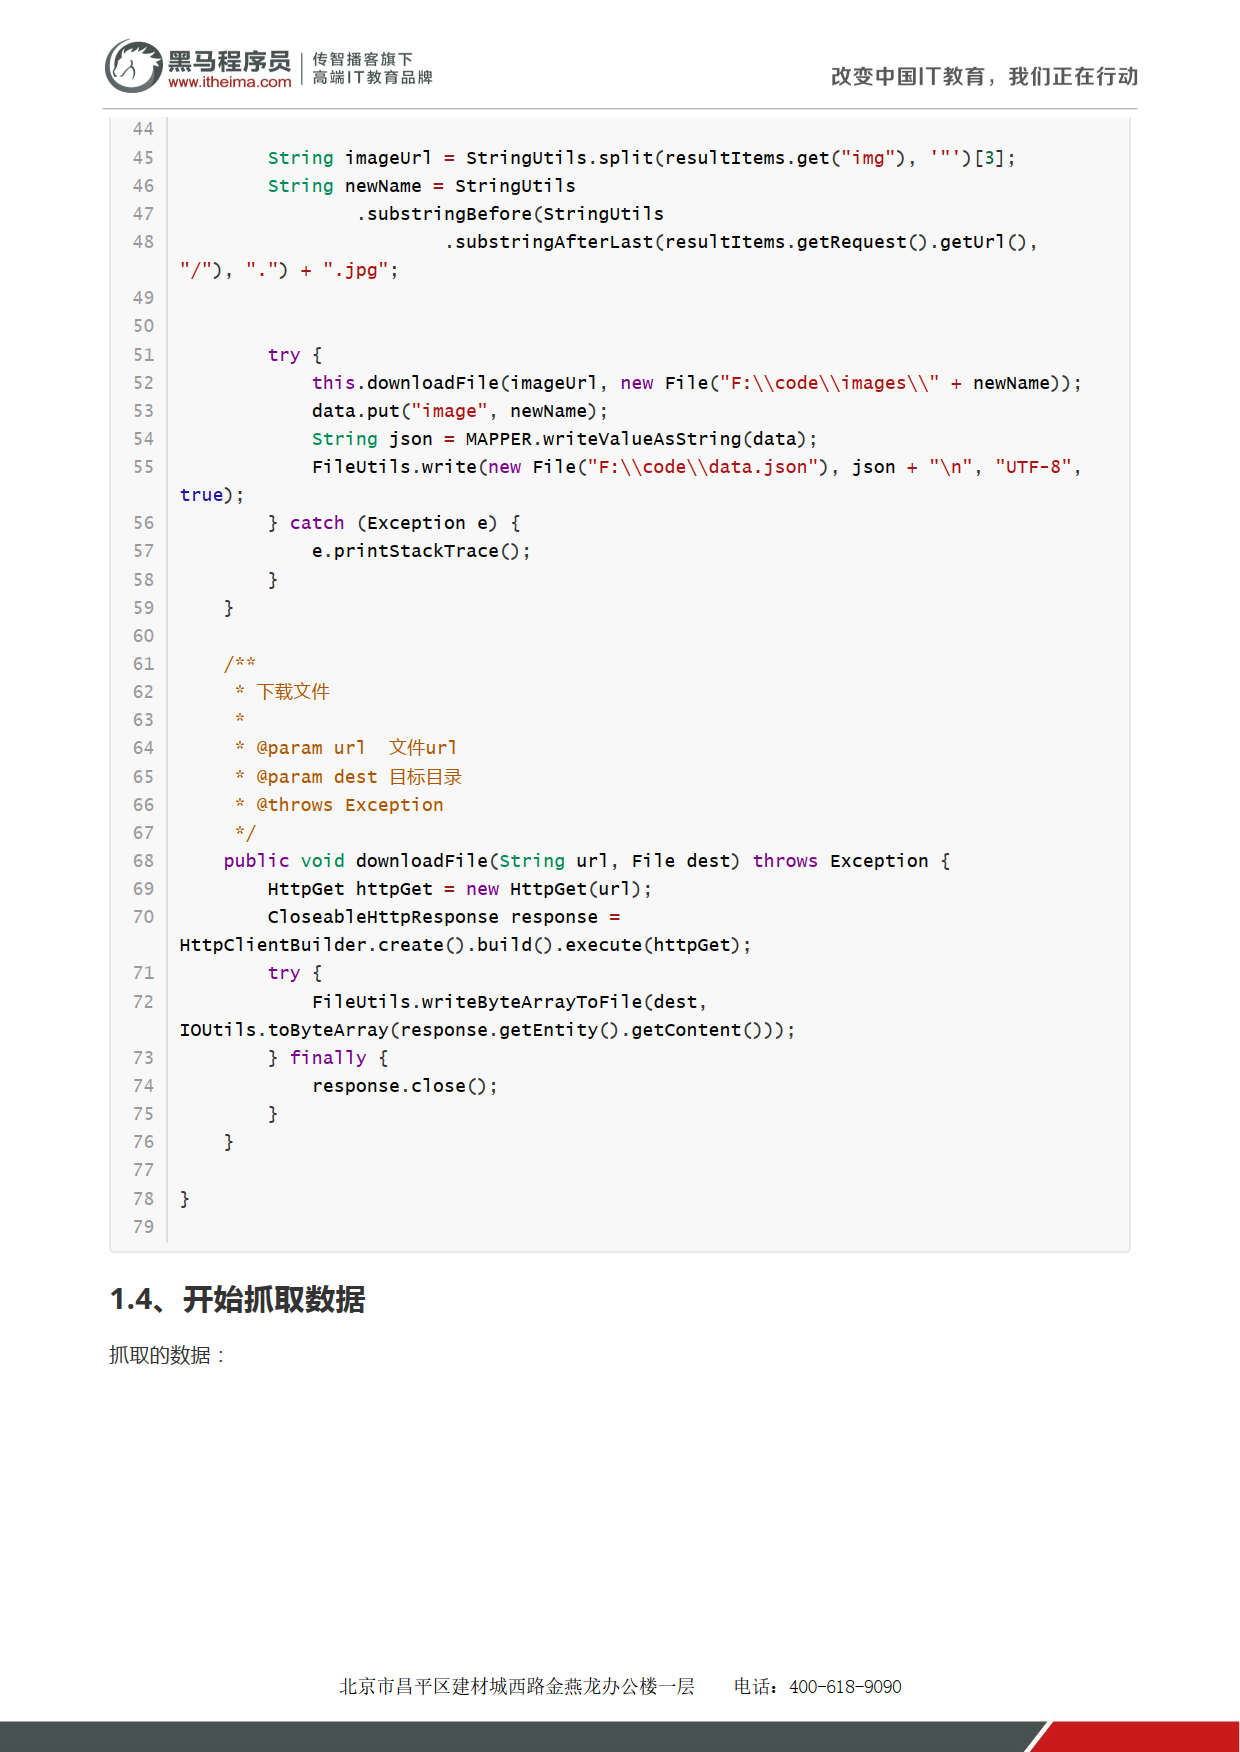 黑马程序员
www.itheima.com
传智播客旗下
高端IT教育品牌
改变中国IT教育，我们正在行动
44
45         String imageUrl = StringUtils.split(resultItems.get("img"), '"')[3];
46         String newName = StringUtils
47                 .substringBefore(StringUtils
48                         .substringAfterLast(resultItems.getRequest().getUrl(),
"/"), ".") + ".jpg";
49
50
51         try {
52             this.downloadFile(imageUrl, new File("F:\\code\\images\\" + newName));
53             data.put("image", newName);
54             String json = MAPPER.writeValueAsString(data);
55             FileUtils.write(new File("F:\\code\\data.json"), json + "\n", "UTF-8",
true);
56         } catch (Exception e) {
57             e.printStackTrace();
58         }
59     }
60
61     /**
62      * 下载文件
63      *
64      * @param url  文件url
65      * @param dest 目标目录
66      * @throws Exception
67      */
68     public void downloadFile(String url, File dest) throws Exception {
69         HttpGet httpGet = new HttpGet(url);
70         CloseableHttpResponse response =
HttpClientBuilder.create().build().execute(httpGet);
71         try {
72             FileUtils.writeByteArrayToFile(dest,
IOUtils.toByteArray(response.getEntity().getContent()));
73         } finally {
74             response.close();
75         }
76     }
77
78 }
79
1.4、开始抓取数据
抓取的数据：
北京市昌平区建材城西路金燕龙办公楼一层 电话：400-618-9090